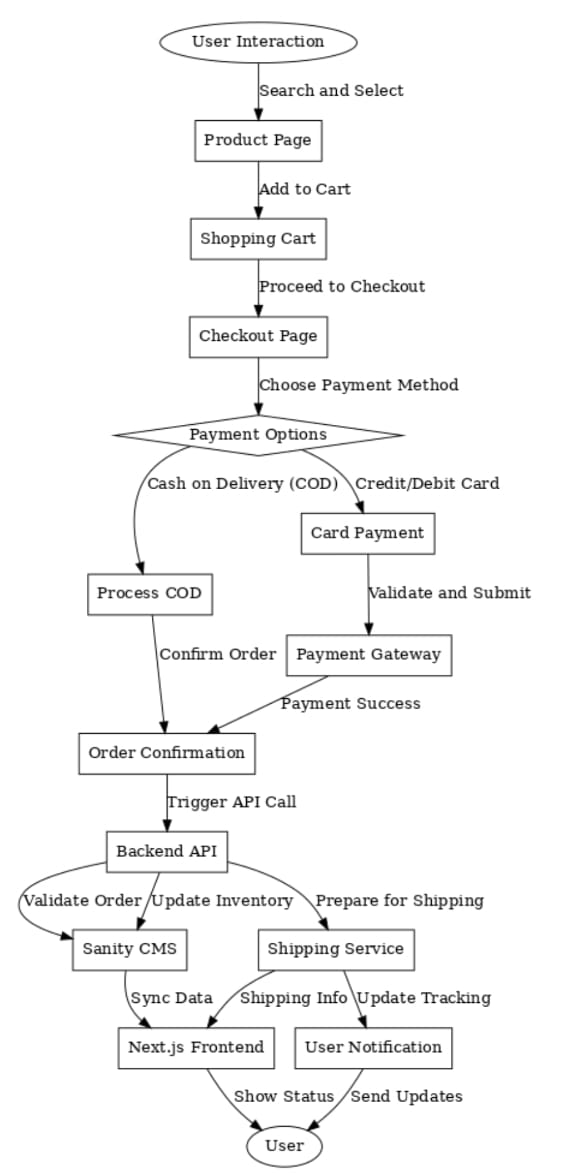 User Interaction
Search and Select
Product Page
Add to Cart
Shopping Cart
Proceed to Checkout
Checkout Page
Choose Payment Method
Payment Options
Cash on Delivery (COD)
Credit/Debit Card
Card Payment
Process COD
Validate and Submit
Confirm Order
Payment Gateway
Payment Success
Order Confirmation
Trigger API Call
Backend API
Validate Order
Update Inventory
Prepare for Shipping
Sanity CMS
Shipping Service
Sync Data
Shipping Info
Update Tracking
Next.js Frontend
User Notification
Show Status
Send Updates
User